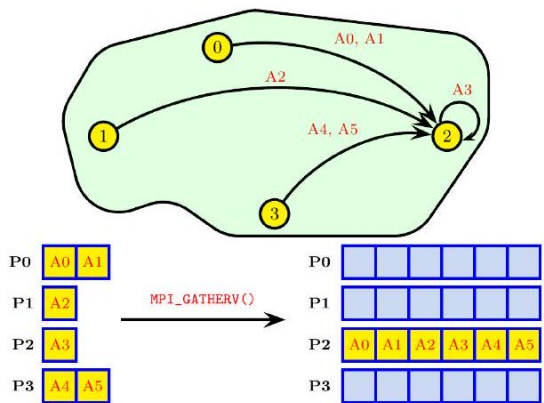 0
A0, A1
1
A2
A3
A4, A5
2
3
P0 A0 A1 P0
P1 A2 MPI_GATHERV() P1
P2 A3 P2 A0 A1 A2 A3 A4 A5
P3 A4 A5 P3